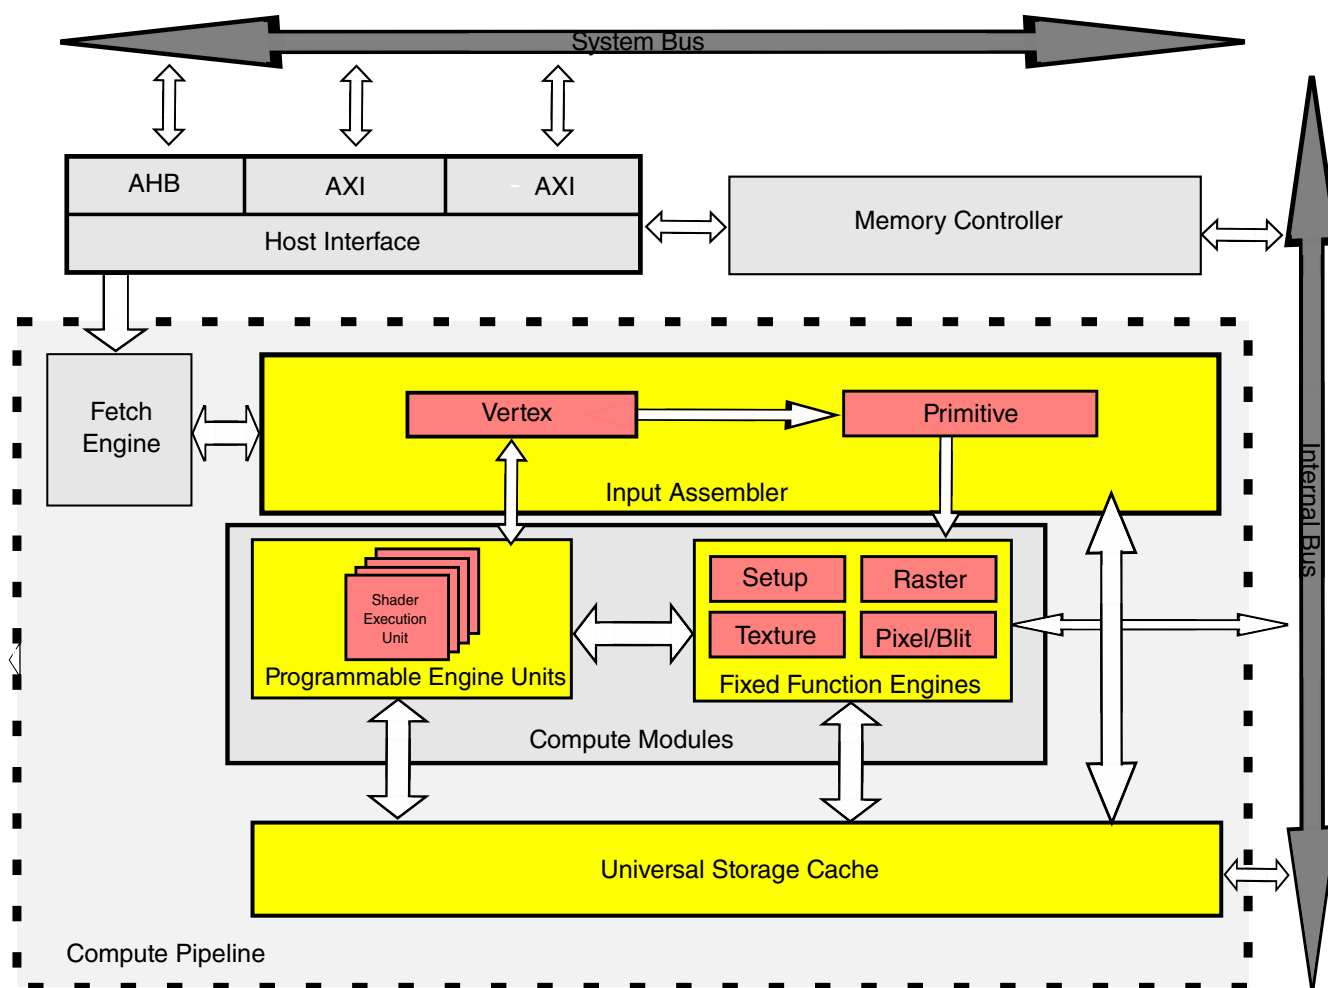 System Bus
AHB
AXI
AXI
Host Interface
Memory Controller
Internal Bus
Fetch
Engine
Vertex
Primitive
Input Assembler
Shader
Execution
Unit
Programmable Engine Units
Setup
Raster
Texture
Pixel/Blit
Fixed Function Engines
Compute Modules
Universal Storage Cache
Compute Pipeline